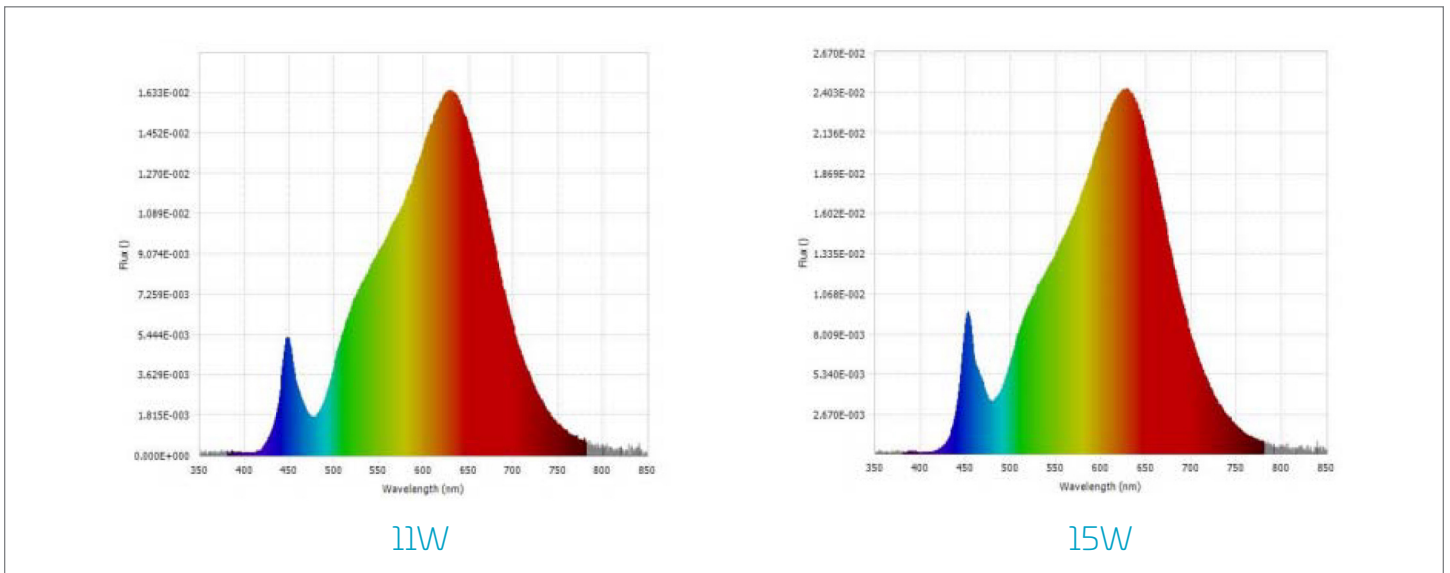 1.633E-002
1.452E-002
1.270E-002
1.089E-002
9.074E-003
7.259E-003
5.444E-003
3.629E-003
1.815E-003
0.000E+000
Flux ()
350 400 450 500 550 600 650 700 750 800 850
Wavelength (nm)
11W
2.670E-002
2.403E-002
2.136E-002
1.869E-002
1.602E-002
1.335E-002
1.068E-002
8.009E-003
5.340E-003
2.670E-003
Flux ()
350 400 450 500 550 600 650 700 750 800 850
Wavelength (nm)
15W